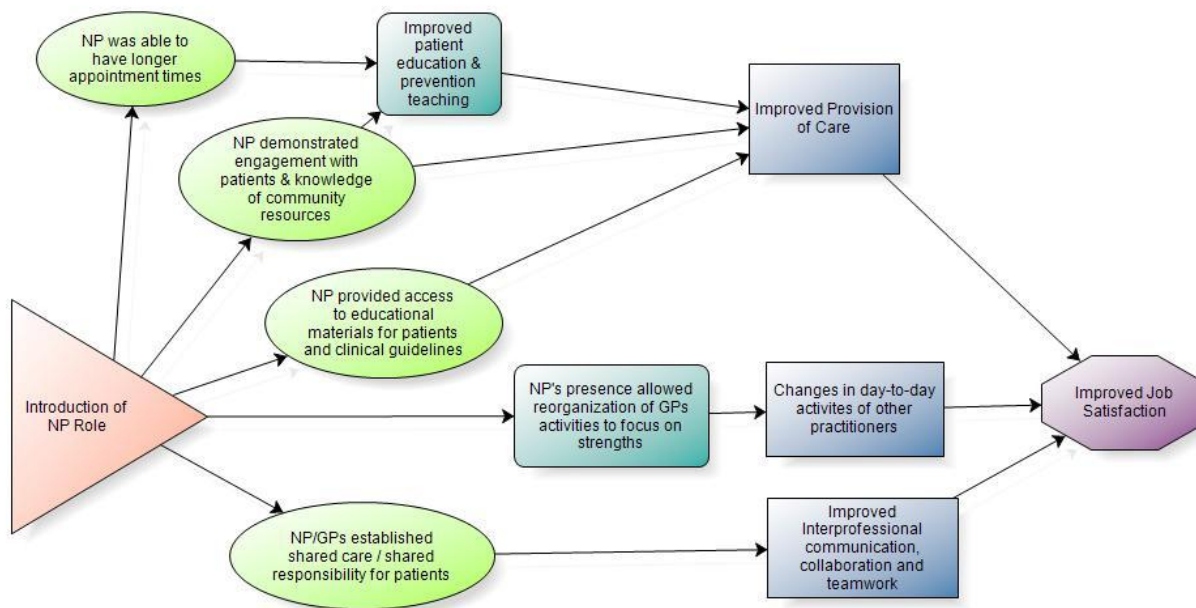 NP was able to
have longer
appointment times
Improved
patient
education &
prevention
teaching
Improved Provision
of Care
NP demonstrated
engagement with
patients & knowledge
of community
resources
NP provided access
to educational
materials for patients
and clinical guidelines
Introduction of
NP Role
NP's presence allowed
reorganization of GPs
activities to focus on
strengths
Changes in day-to-day
activites of other
practitioners
Improved Job
Satisfaction
NP/GPs established
shared care / shared
responsibility for patients
Improved
Interprofessional
communication,
collaboration and
teamwork